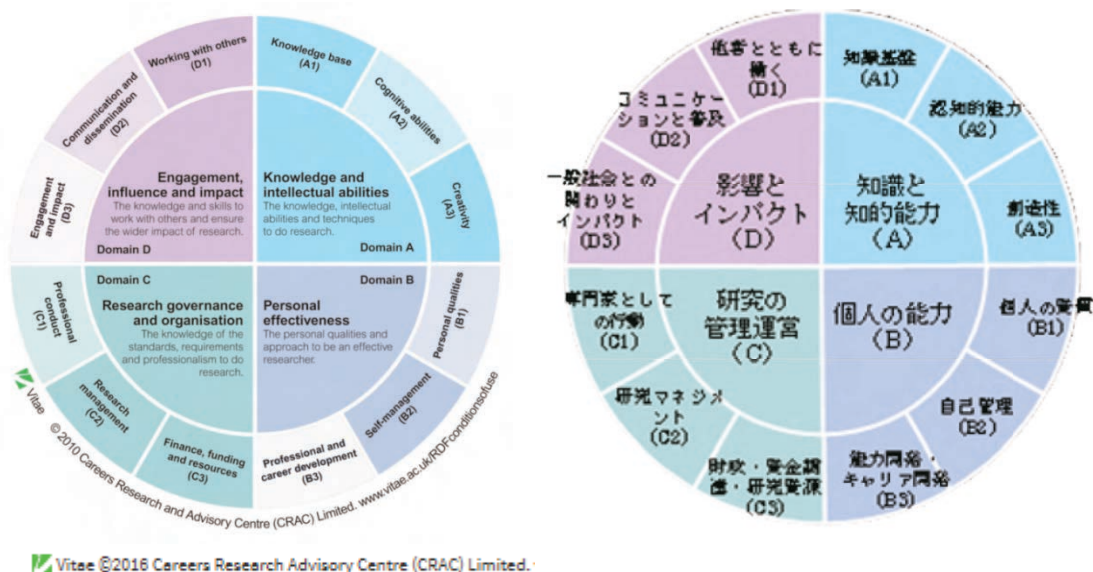 Working with others
(D1)
Knowledge base
(A1)
Cognitive abilities
(A2)
Creativity
(A3)
Communication and
dissemination
(D2)
Engagement
and impact
(D3)
Engagement,
influence and impact
The knowledge and skills to
work with others and ensure
the wider impact of research.
Domain D
Knowledge and
intellectual abilities
The knowledge, intellectual
abilities and techniques
to do research.
Domain A
Domain C
Research governance
and organisation
The knowledge of the
standards, requirements
and professionalism to do
research.
Domain B
Personal
effectiveness
The personal qualities and
approach to be an effective
researcher.
Personal qualities
(B1)
Self-management
(B2)
Professional and
career development
(B3)
Professional
conduct
(C1)
Research
management
(C2)
Finance, funding
and resources
(C3)
Vitae
© 2010 Careers Research and Advisory Centre (CRAC) Limited. www.vitae.ac.uk/RDFconditionsofuse
Vitae ©2016 Careers Research Advisory Centre (CRAC) Limited.
他者とともに
働く
(D1)
知識基盤
(A1)
認知的能力
(A2)
創造性
(A3)
コミュニケー
ションと普及
(D2)
一般社会との
関わりと
インパクト
(D3)
影響と
インパクト
(D)
知識と
知的能力
(A)
研究の
管理運営
(C)
個人の能力
(B)
個人の資質
(B1)
自己管理
(B2)
能力開発・
キャリア開発
(B3)
専門家として
の行動
(C1)
研究マネジメ
ント
(C2)
財政・資金調
達・研究資源
(C3)